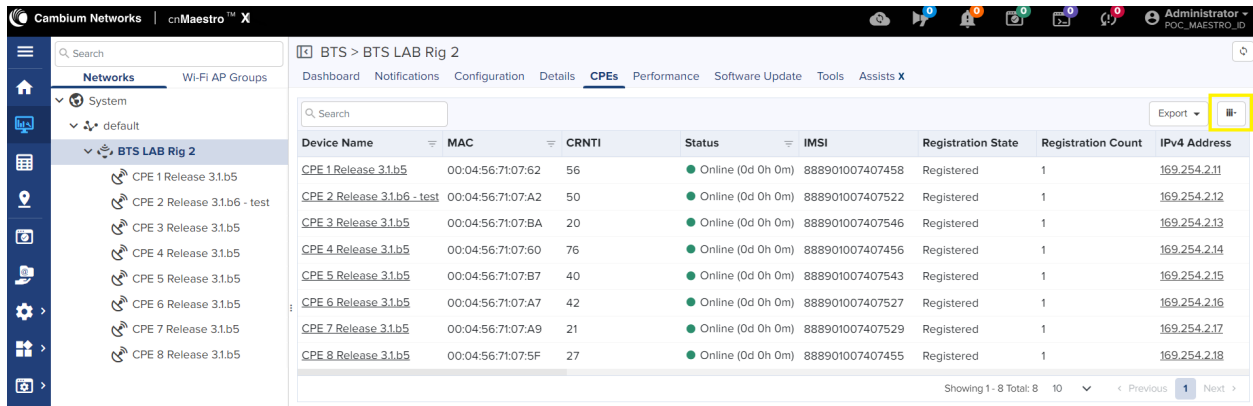 Cambium Networks | cnMaestro™ X 0 0 0 0 0 Administrator
POC_MAESTRO_ID
Search
Networks Wi-Fi AP Groups
System
default
BTS LAB Rig 2
CPE 1 Release 3.1.b5
CPE 2 Release 3.1.b6 - test
CPE 3 Release 3.1.b5
CPE 4 Release 3.1.b5
CPE 5 Release 3.1.b5
CPE 6 Release 3.1.b5
CPE 7 Release 3.1.b5
CPE 8 Release 3.1.b5
BTS > BTS LAB Rig 2
Dashboard Notifications Configuration Details CPEs Performance Software Update Tools Assists X
Search Export
Device Name MAC CRNTI Status IMSI Registration State Registration Count IPv4 Address
CPE 1 Release 3.1.b5 00:04:56:71:07:62 56 Online (0d 0h 0m) 888901007407458 Registered 1 169.254.2.11
CPE 2 Release 3.1.b6 - test 00:04:56:71:07:A2 50 Online (0d 0h 0m) 888901007407522 Registered 1 169.254.2.12
CPE 3 Release 3.1.b5 00:04:56:71:07:BA 20 Online (0d 0h 0m) 888901007407546 Registered 1 169.254.2.13
CPE 4 Release 3.1.b5 00:04:56:71:07:60 76 Online (0d 0h 0m) 888901007407456 Registered 1 169.254.2.14
CPE 5 Release 3.1.b5 00:04:56:71:07:B7 40 Online (0d 0h 0m) 888901007407543 Registered 1 169.254.2.15
CPE 6 Release 3.1.b5 00:04:56:71:07:A7 42 Online (0d 0h 0m) 888901007407527 Registered 1 169.254.2.16
CPE 7 Release 3.1.b5 00:04:56:71:07:A9 21 Online (0d 0h 0m) 888901007407529 Registered 1 169.254.2.17
CPE 8 Release 3.1.b5 00:04:56:71:07:5F 27 Online (0d 0h 0m) 888901007407455 Registered 1 169.254.2.18
Showing 1 - 8 Total: 8 10 < Previous 1 Next >